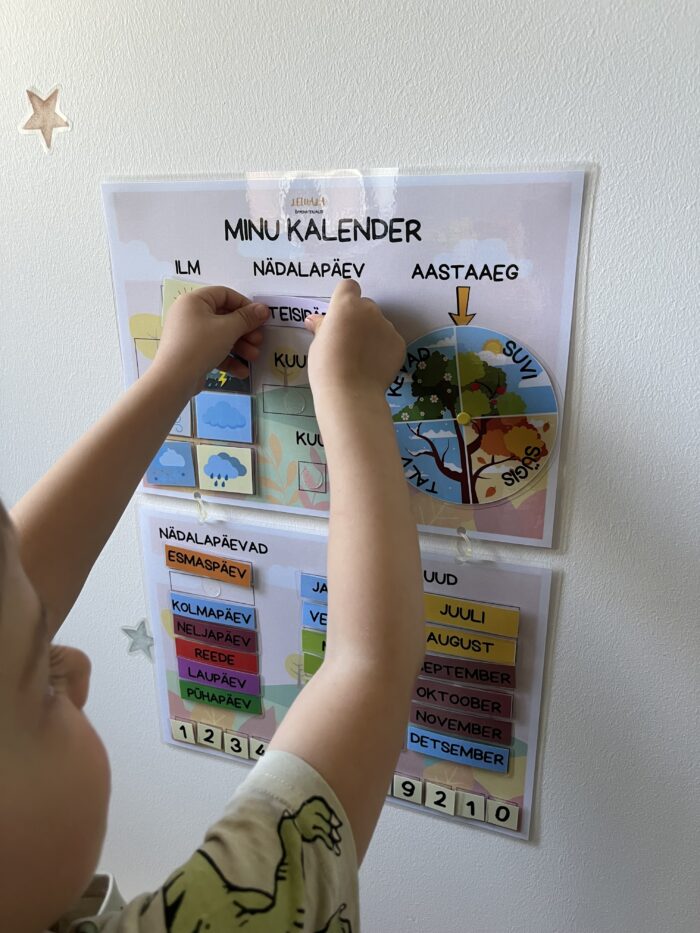 MINU KALENDER
ILM
NÄDALAPÄEV
AASTAAEG
KEVAD
SUVI
SÜGIS
TALV
NÄDALAPÄEVAD
ESMASPÄEV
KOLMAPÄEV
NELJAPÄEV
REEDE
LAUPÄEV
PÜHAPÄEV
JUULI
AUGUST
SEPTEMBER
OKTOOBER
NOVEMBER
DETSEMBER
1 2 3 4
9 2 1 0